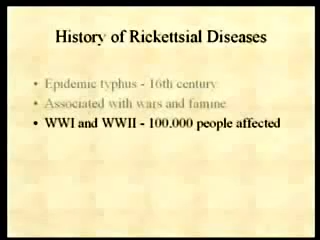 History of Rickettsial Diseases
• Epidemic typhus - 16th century
• Associated with wars and famine
• WWI and WWII - 100,000 people affected